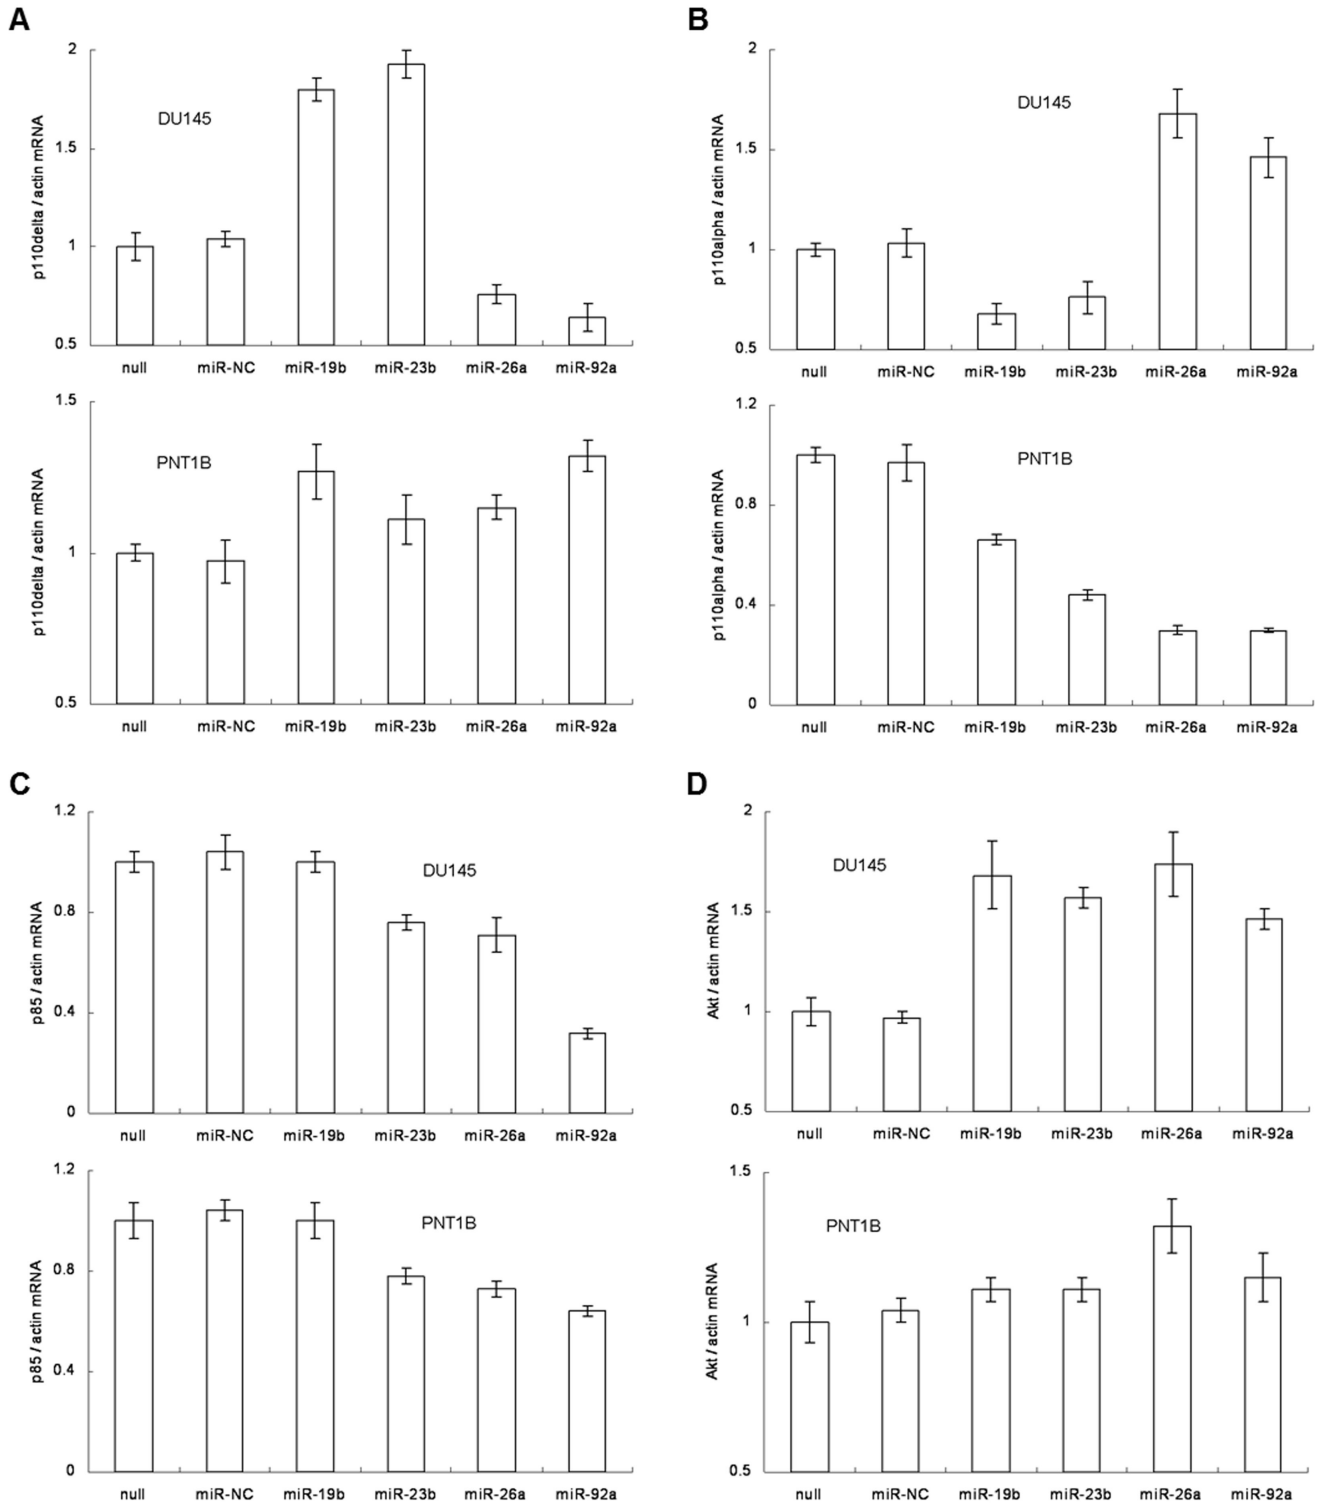 A
p110delta / actin mRNA
2
1.5
1
0.5
DU145
null miR-NC miR-19b miR-23b miR-26a miR-92a
p110delta / actin mRNA
1.5
1
0.5
PNT1B
null miR-NC miR-19b miR-23b miR-26a miR-92a
B
p110alpha / actin mRNA
2
1.5
1
0.5
DU145
null miR-NC miR-19b miR-23b miR-26a miR-92a
p110alpha / actin mRNA
1.2
0.8
0.4
0
PNT1B
null miR-NC miR-19b miR-23b miR-26a miR-92a
C
p85 / actin mRNA
1.2
0.8
0.4
0
DU145
null miR-NC miR-19b miR-23b miR-26a miR-92a
p85 / actin mRNA
1.2
0.8
0.4
0
PNT1B
null miR-NC miR-19b miR-23b miR-26a miR-92a
D
Akt / actin mRNA
2
1.5
1
0.5
DU145
null miR-NC miR-19b miR-23b miR-26a miR-92a
Akt / actin mRNA
1.5
1
0.5
PNT1B
null miR-NC miR-19b miR-23b miR-26a miR-92a